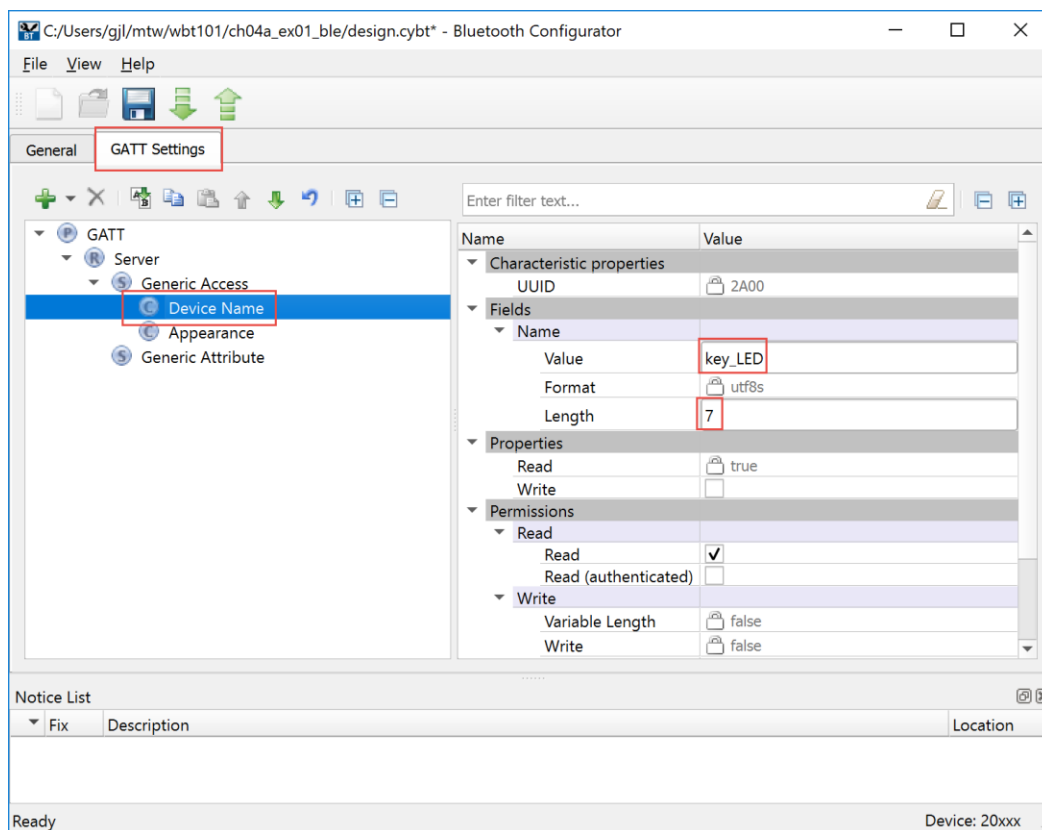 C:/Users/gjl/mtw/wbt101/ch04a_ex01_ble/design.cybt* - Bluetooth Configurator
File View Help
General GATT Settings
Enter filter text...
GATT
Server
Generic Access
Device Name
Appearance
Generic Attribute
Name Value
Characteristic properties
UUID 2A00
Fields
Name
Value key_LED
Format utf8s
Length 7
Properties
Read true
Write
Permissions
Read
Read
Read (authenticated)
Write
Variable Length false
Write false
Notice List
Fix Description Location
Ready Device: 20xxx